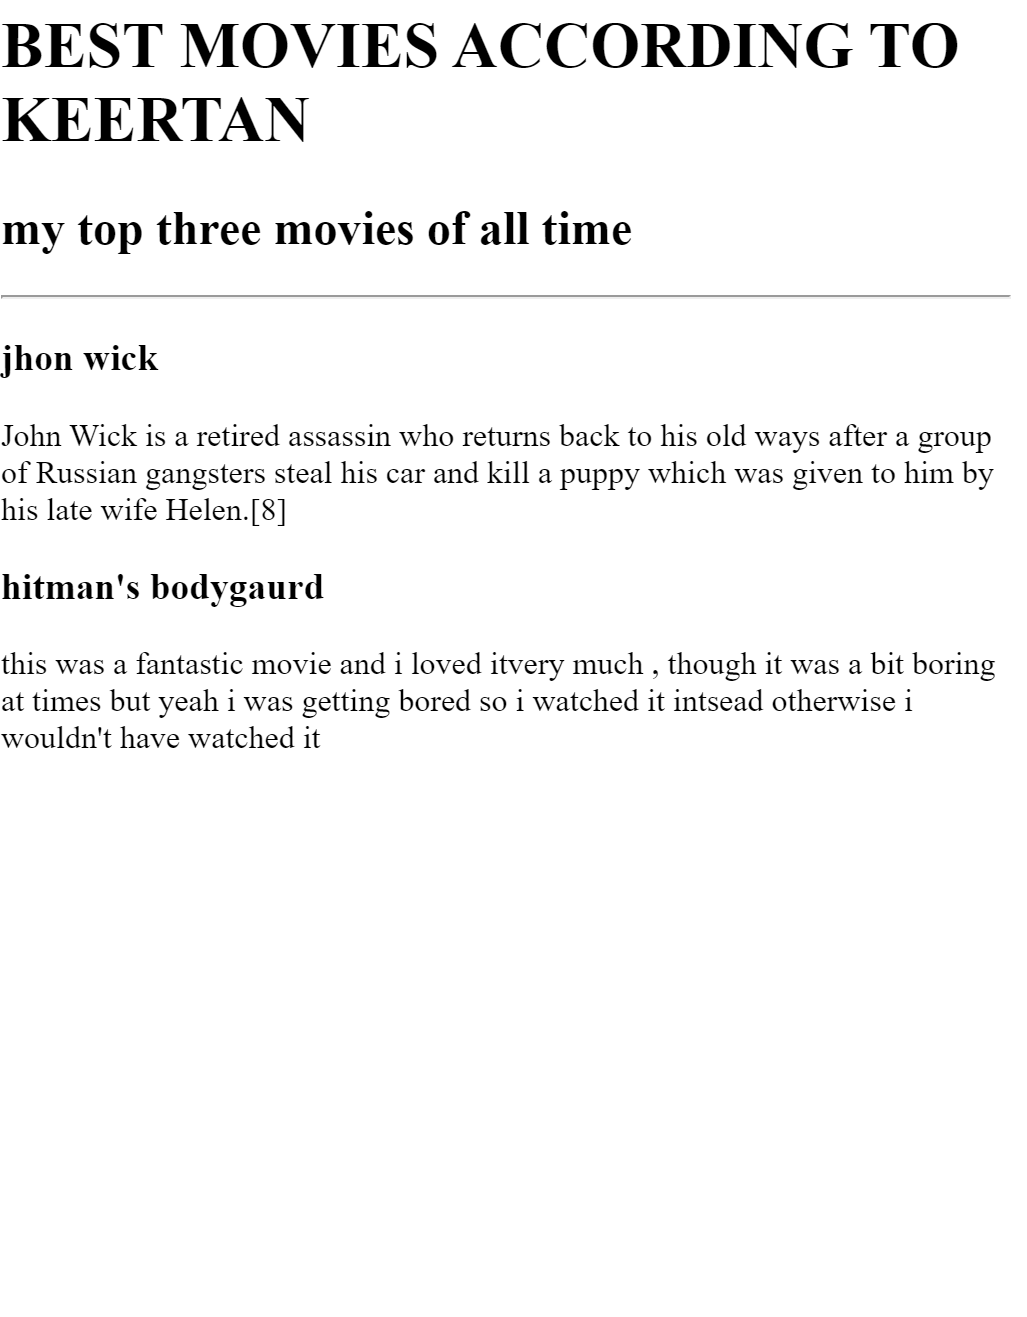 BEST MOVIES ACCORDING TO
KEERTAN
my top three movies of all time
jhon wick
John Wick is a retired assassin who returns back to his old ways after a group
of Russian gangsters steal his car and kill a puppy which was given to him by
his late wife Helen.[8]
hitman's bodygaurd
this was a fantastic movie and i loved itvery much , though it was a bit boring
at times but yeah i was getting bored so i watched it intsead otherwise i
wouldn't have watched it